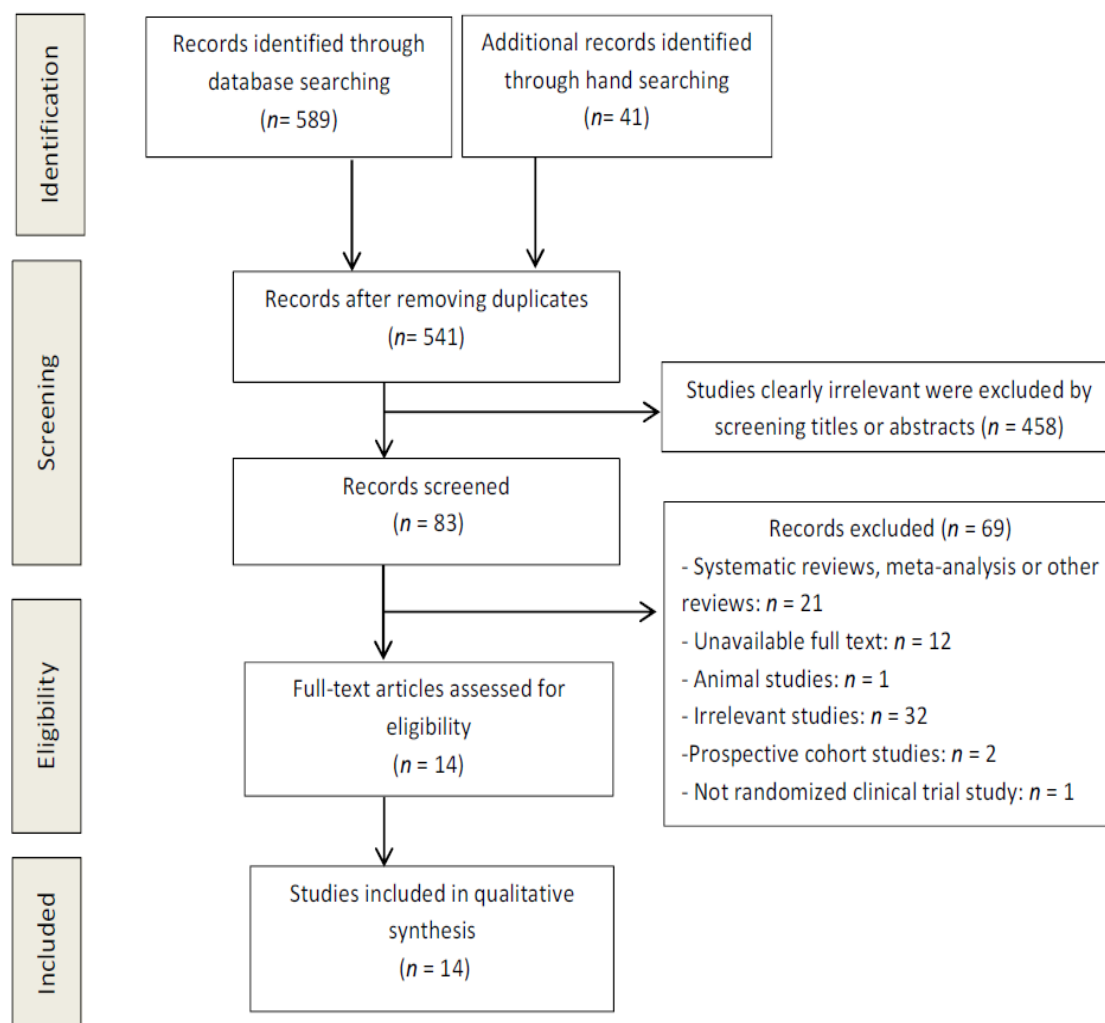 Identification
Records identified through
database searching
(n= 589)
Additional records identified
through hand searching
(n= 41)
Screening
Records after removing duplicates
(n= 541)
Studies clearly irrelevant were excluded by
screening titles or abstracts (n = 458)
Records screened
(n = 83)
Records excluded (n = 69)
- Systematic reviews, meta-analysis or other
reviews: n = 21
- Unavailable full text: n = 12
- Animal studies: n = 1
- Irrelevant studies: n = 32
-Prospective cohort studies: n = 2
- Not randomized clinical trial study: n = 1
Eligibility
Full-text articles assessed for
eligibility
(n = 14)
Included
Studies included in qualitative
synthesis
(n = 14)